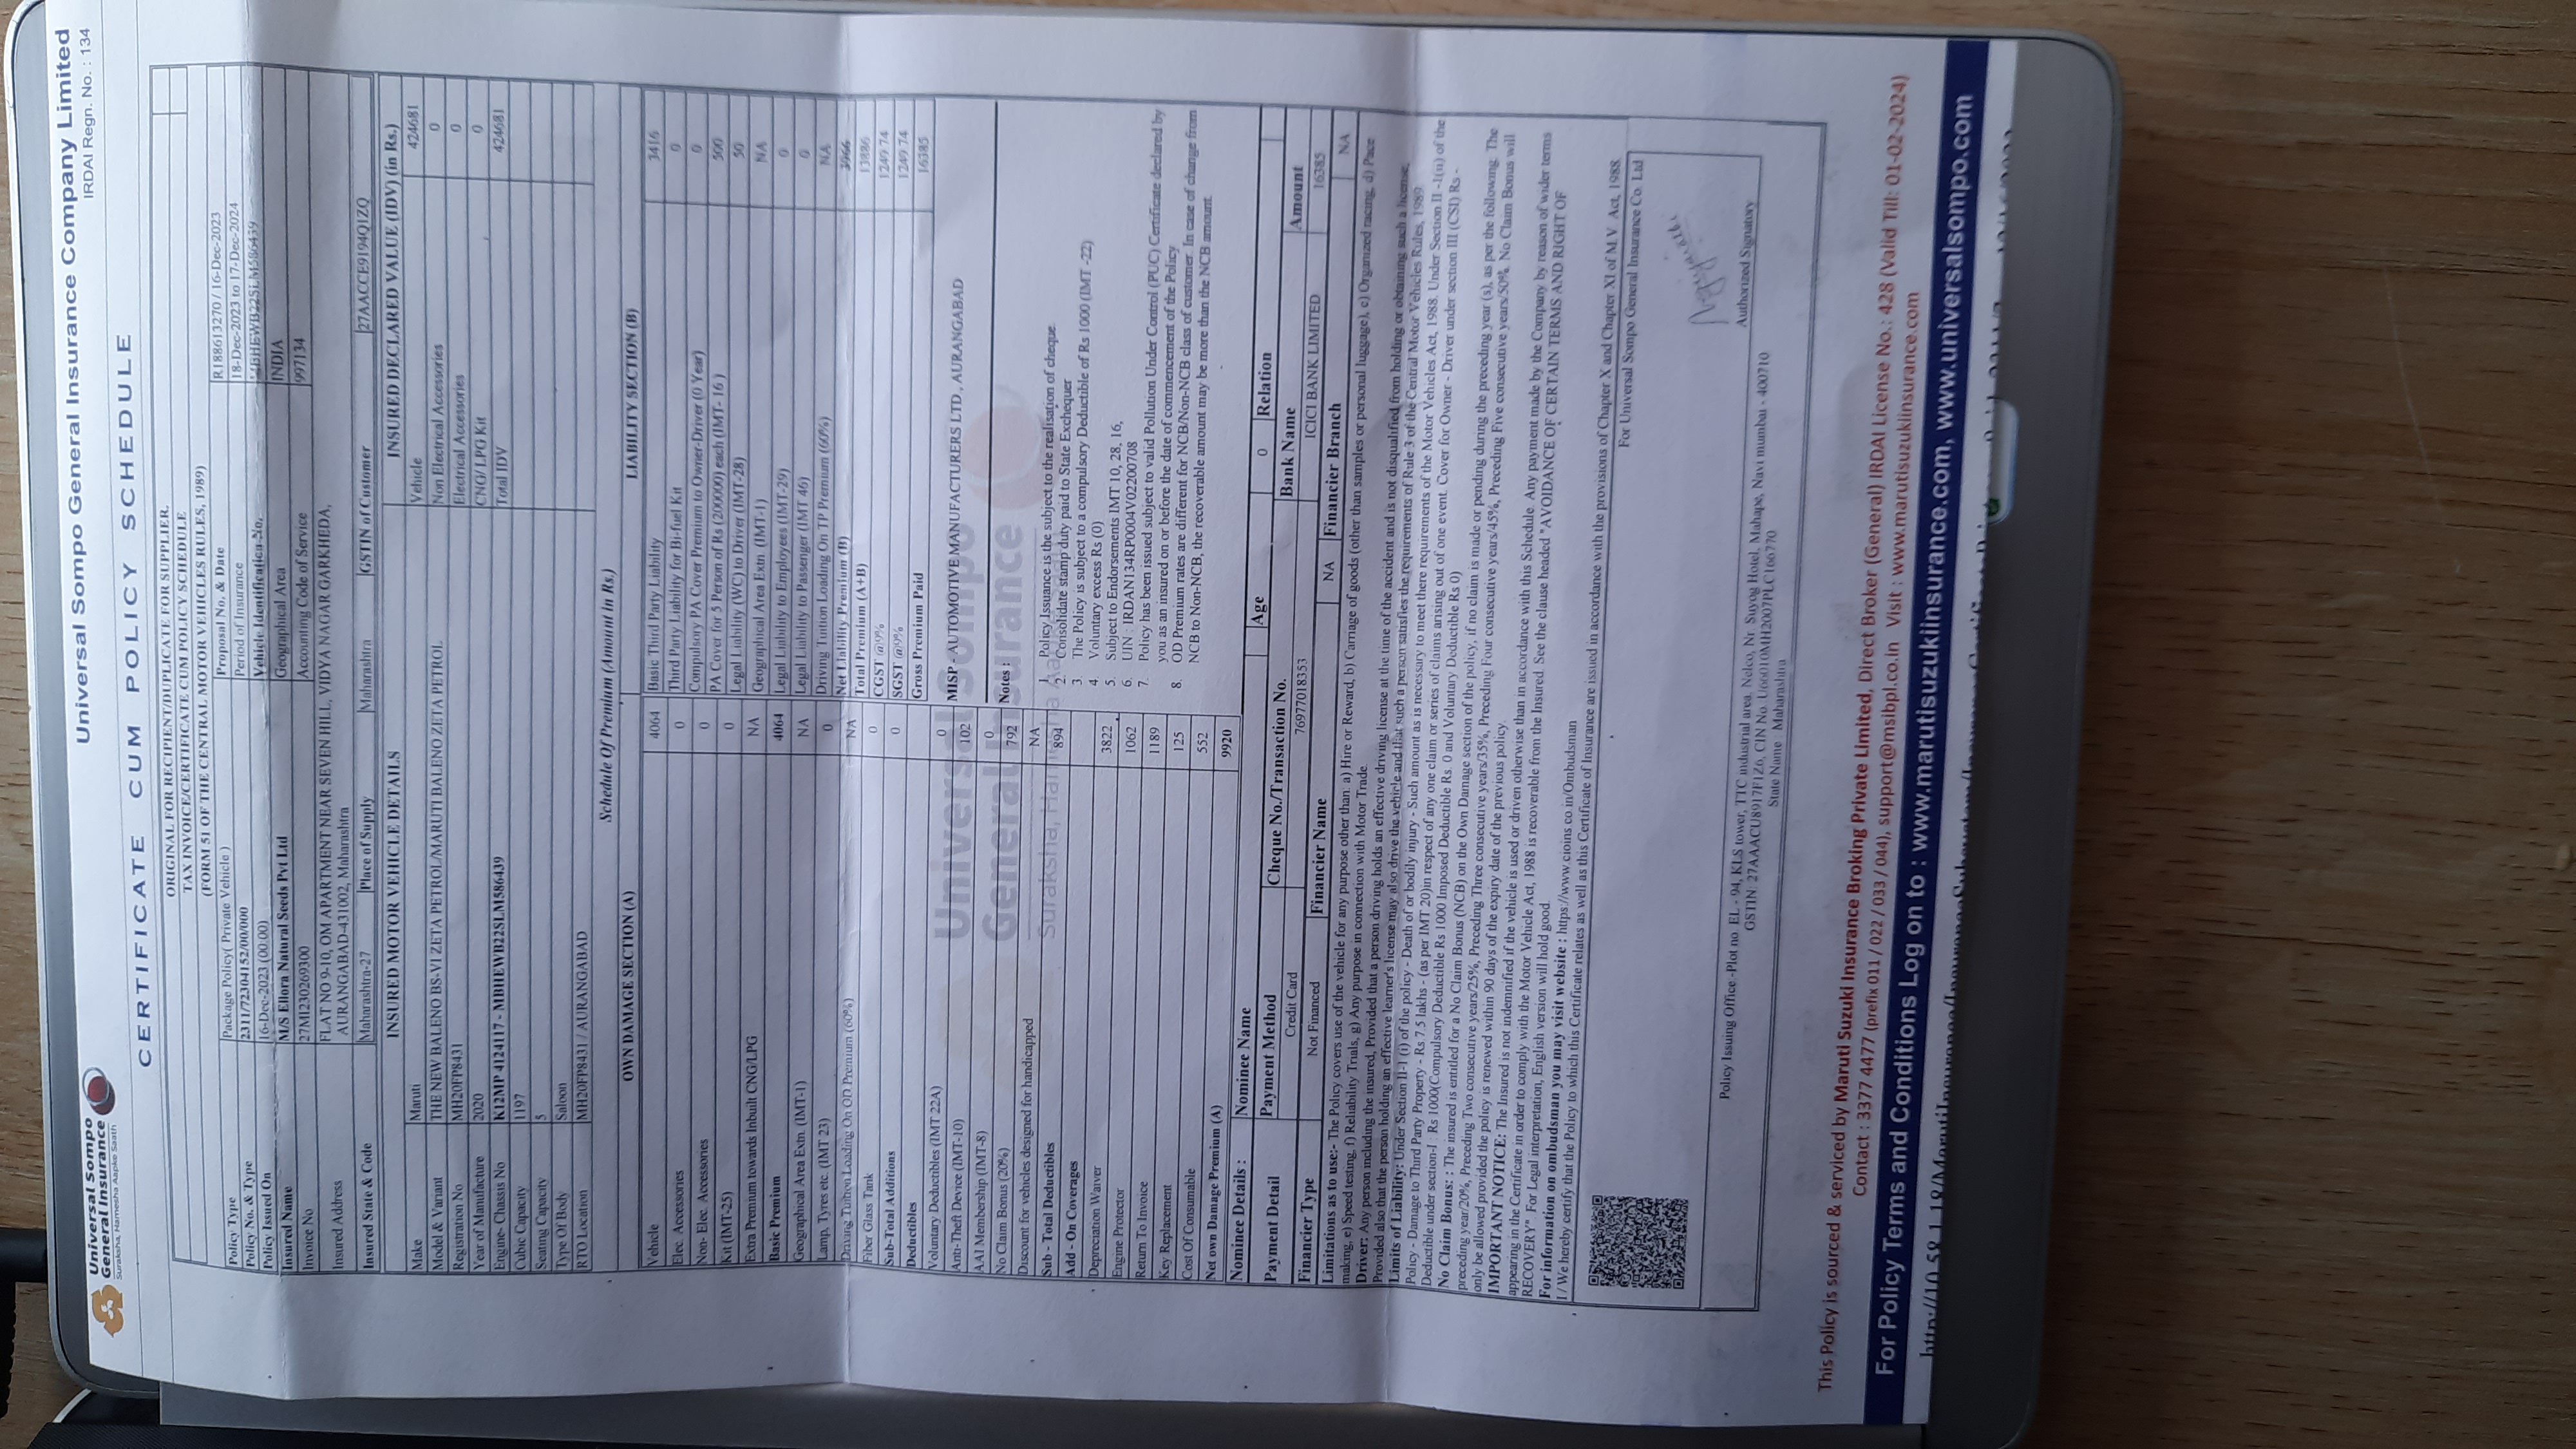 Universal Sompo
General Insurance
Suraksha, Hamesha Aapke Saath
Universal Sompo General Insurance Company Limited
IRDAI Regn. No. : 134
CERTIFICATE CUM POLICY SCHEDULE
ORIGINAL FOR RECIPIENT/DUPLICATE FOR SUPPLIER.
TAX INVOICE/CERTIFICATE CUM POLICY SCHEDULE
(FORM 51 OF THE CENTRAL MOTOR VEHICLES RULES, 1989)
Policy Type Package Policy( Private Vehicle ) Proposal No. & Date R188613270 / 16-Dec-2023
Policy No. & Type 2311/72304152/00/000 Period of Insurance 18-Dec-2023 to 17-Dec-2024
Policy Issued On 16-Dec-2023 (00:00) Vehicle Identification No. MBHEWB22SLM586439
Insured Name M/S Ellora Natural Seeds Pvt Ltd Geographical Area INDIA
Invoice No 27MI230269300 Accounting Code of Service 997134
Insured Address FLAT NO 9-10, OM APARTMENT NEAR SEVEN HILL, VIDYA NAGAR GARKHEDA,
AURANGABAD-431002, Maharashtra
Insured State & Code Maharashtra-27 Place of Supply Maharashtra GSTIN of Customer 27AACCE9194Q1ZQ
INSURED MOTOR VEHICLE DETAILS INSURED DECLARED VALUE (IDV) (in Rs.)
Make Maruti Vehicle 424681
Model & Variant THE NEW BALENO BS-VI ZETA PETROL/MARUTI BALENO ZETA PETROL Non Electrical Accessories 0
Registration No MH20FP8431 Electrical Accessories 0
Year of Manufacture 2020 CNG/ LPG Kit 0
Engine- Chassis No K12MP 4124117 - MBHEWB22SLM586439 Total IDV 424681
Cubic Capacity 1197
Seating Capacity 5
Type Of Body Saloon
RTO Location MH20FP8431 / AURANGABAD
Schedule Of Premium (Amount in Rs.)
OWN DAMAGE SECTION (A)
Vehicle 4064
Elec. Accessories 0
Non- Elec. Accessories 0
Kit (IMT-25) 0
Extra Premium towards Inbuilt CNG/LPG NA
Basic Premium 4064
Geographical Area Extn. (IMT-1) NA
Lamp, Tyres etc. (IMT 23) 0
Driving Tuition Loading On OD Premium (60%) NA
Fiber Glass Tank 0
Sub-Total Additions 0
Deductibles
Voluntary Deductibles (IMT 22A) 0
Anti-Theft Device (IMT-10) 102
AAI Membership (IMT-8) 0
No Claim Bonus (20%) 792
Discount for vehicles designed for handicapped NA
Sub - Total Deductibles 894
Add - On Coverages
Depreciation Waiver 3822
Engine Protector 1062
Return To Invoice 1189
Key Replacement 125
Cost Of Consumable 552
Net own Damage Premium (A) 9920
LIABILITY SECTION (B)
Basic Third Party Liability 3416
Third Party Liability for Bi-fuel Kit 0
Compulsory PA Cover Premium to Owner-Driver (0 Year) 0
PA Cover for 5 Person of Rs (200000) each (IMT- 16 ) 500
Legal Liability (WC) to Driver (IMT-28) 50
Geographical Area Extn. (IMT-1) NA
Legal Liability to Employees (IMT-29) 0
Legal Liability to Passenger (IMT 46) 0
Driving Tuition Loading On TP Premium (60%) NA
Net Liability Premium (B) 3966
Total Premium (A+B) 13886
CGST @9% 1249.74
SGST @9% 1249.74
Gross Premium Paid 16385
MISP - AUTOMOTIVE MANUFACTURERS LTD., AURANGABAD
Universal Sompo
General Insurance
Suraksha, Hamesha Aapke Saath
Notes :
1. Policy Issuance is the subject to the realisation of cheque.
2. Consolidate stamp duty paid to State Exchequer
3. The Policy is subject to a compulsory Deductible of Rs 1000 (IMT -22)
4. Voluntary excess Rs (0)
5. Subject to Endorsements IMT 10, 28, 16,
6. UIN : IRDAN134RP0004V02200708
7. Policy has been issued subject to valid Pollution Under Control (PUC) Certificate declared by
you as an insured on or before the date of commencement of the Policy
8. OD Premium rates are different for NCB/Non-NCB class of customer. In case of change from
NCB to Non-NCB, the recoverable amount may be more than the NCB amount.
Nominee Details : Nominee Name Age 0 Relation
Payment Detail Payment Method Cheque No./Transaction No. Bank Name Amount
Credit Card 76977018353 ICICI BANK LIMITED 16385
Financier Type Not Financed Financier Name NA Financier Branch NA
Limitations as to use:- The Policy covers use of the vehicle for any purpose other than: a) Hire or Reward, b) Carriage of goods (other than samples or personal luggage), c) Organized racing, d) Pace
making, e) Speed testing, f) Reliability Trials, g) Any purpose in connection with Motor Trade.
Driver: Any person including the insured, Provided that a person driving holds an effective driving license at the time of the accident and is not disqualified from holding or obtaining such a license,
Provided also that the person holding an effective learner's license may also drive the vehicle and that such a person satisfies the requirements of Rule 3 of the Central Motor Vehicles Rules, 1989.
Limits of Liability: Under Section II-1 (i) of the policy - Death of or bodily injury - Such amount as is necessary to meet there requirements of the Motor Vehicles Act, 1988. Under Section II -1(ii) of the
Policy - Damage to Third Party Property - Rs 7.5 lakhs - (as per IMT 20)in respect of any one claim or series of claims arising out of one event. Cover for Owner - Driver under section III (CSI) Rs -
Deductible under section-I : Rs 1000(Compulsory Deductible Rs 1000 Imposed Deductible Rs. 0 and Voluntary Deductible Rs 0)
No Claim Bonus: : The insured is entitled for a No Claim Bonus (NCB) on the Own Damage section of the policy, if no claim is made or pending during the preceding year (s), as per the following. The
preceding year/20%, Preceding Two consecutive years/25%, Preceding Three consecutive years/35%, Preceding Four consecutive years/45%, Preceding Five consecutive years/50%. No Claim Bonus will
only be allowed provided the policy is renewed within 90 days of the expiry date of the previous policy.
IMPORTANT NOTICE: The Insured is not indemnified if the vehicle is used or driven otherwise than in accordance with this Schedule. Any payment made by the Company by reason of wider terms
appearing in the Certificate in order to comply with the Motor Vehicle Act, 1988 is recoverable from the Insured. See the clause headed "AVOIDANCE OF CERTAIN TERMS AND RIGHT OF
RECOVERY". For Legal interpretation, English version will hold good.
For information on ombudsman you may visit website : https://www.cioins.co.in/Ombudsman
I / We hereby certify that the Policy to which this Certificate relates as well as this Certificate of Insurance are issued in accordance with the provisions of Chapter X and Chapter XI of M.V. Act, 1988.
For Universal Sompo General Insurance Co. Ltd
Authorized Signatory
Policy Issuing Office -Plot no. EL - 94, KLS tower, TTC industrial area, Nelco, Nr. Suyog Hotel, Mahape, Navi mumbai - 400710
GSTIN: 27AAACU8917F1Z6, CIN No. U66010MH2007PLC166770
State Name : Maharashtra
This Policy is sourced & serviced by Maruti Suzuki Insurance Broking Private Limited, Direct Broker (General) IRDAI License No.: 428 (Valid Till: 01-02-2024)
Contact : 3377 4477 (prefix 011 / 022 / 033 / 044), support@msibpl.co.in Visit : www.marutisuzukiinsurance.com
For Policy Terms and Conditions Log on to : www.marutisuzukiinsurance.com, www.universalsompo.com